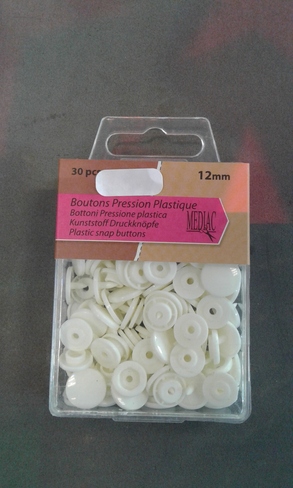 30 pc
12mm
Boutons Pression Plastique
Bottoni Pressione plastica
Kunststoff Druckknöpfe
Plastic snap buttons
MEDIAC